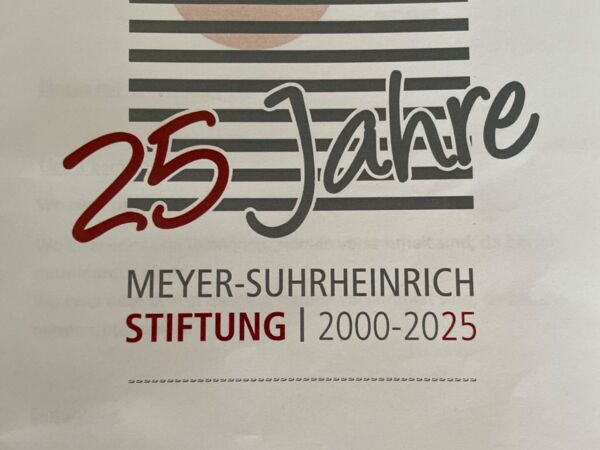 25 Jahre
MEYER-SUHRHEINRICH
STIFTUNG | 2000-2025